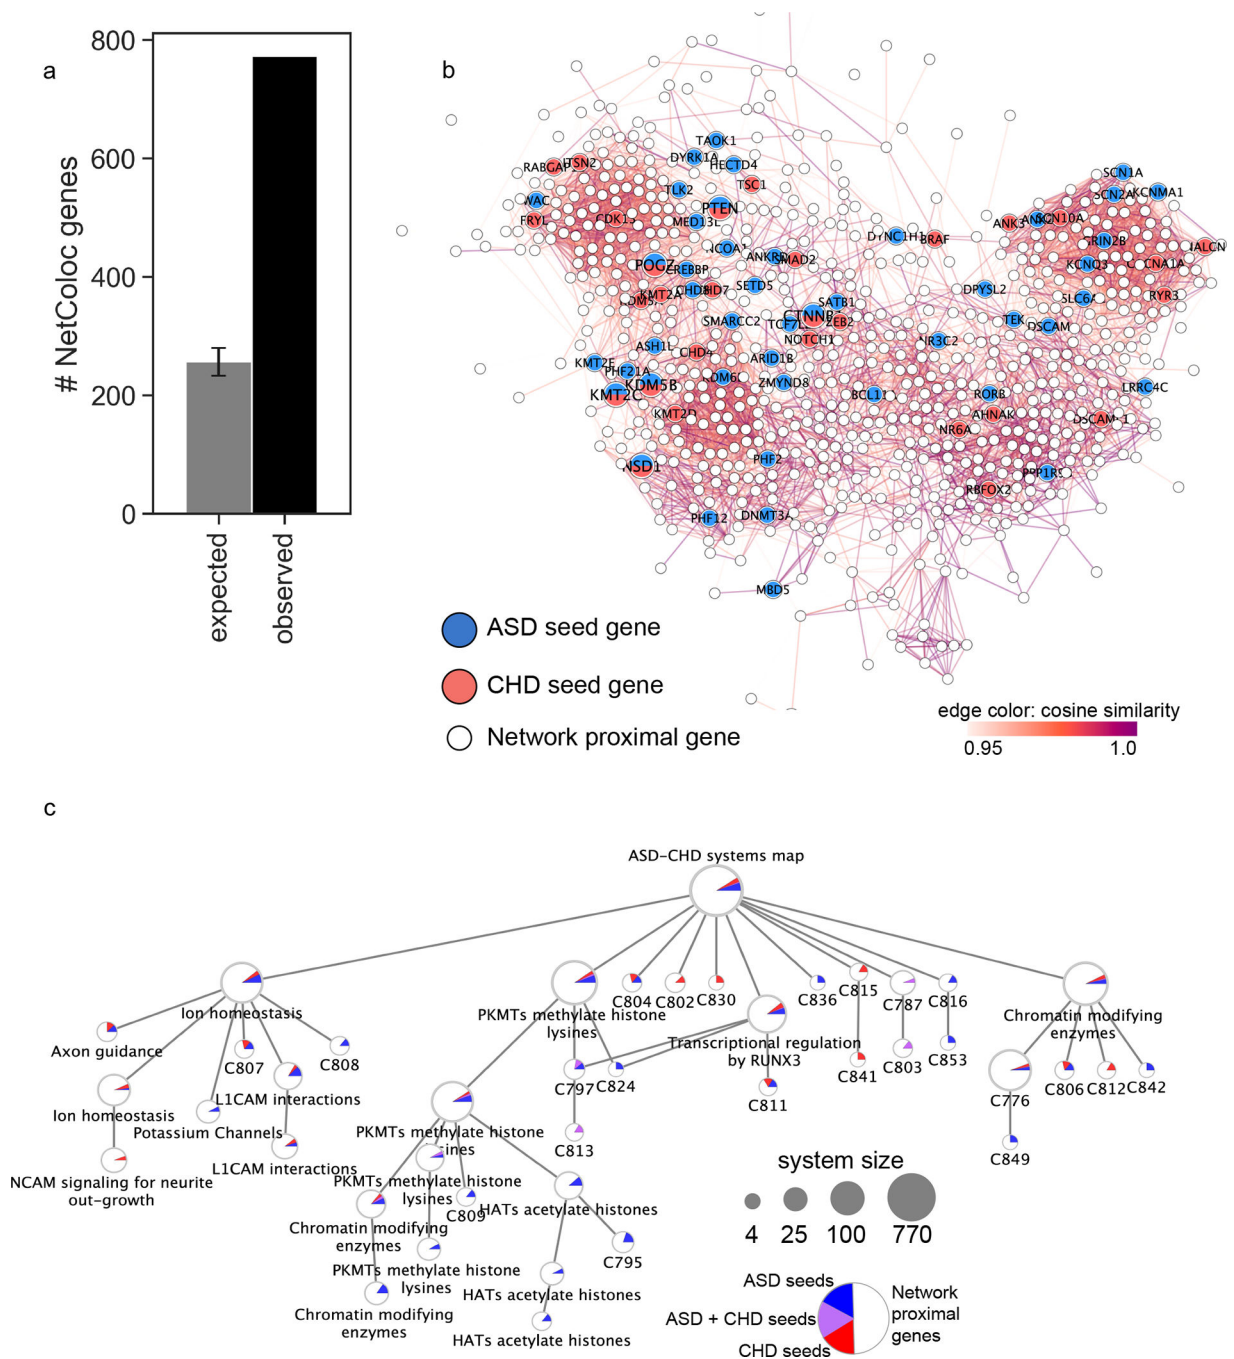 a
# NetColoc genes
800
600
400
200
0
expected
observed
b
TAOK1
DYRK1A
HECTD4
TSC1
TLK2
PTEN
MED13L
WAC
FRYL
CDK13
NCOA1
SMAD2
DYNC1H1
BRAF
ANK3
SCN10A
SCN1A
SCN2A
KCNMA1
GRIN2B
KCNQ3
RYR3
DPYSL2
TEK
DSCAM
POGZ
CREBBP
KMT2A
SETD5
SATB1
ZEB2
NOTCH1
SMARCC2
ASH1L
CHD4
ARID1B
ZMYND8
KMT2E
PHF21A
KDM5B
KMT2C
KMT2D
NR3C2
RORB
AHNAK
NR6A
LRRC4C
NSD1
PHF2
RBFOX2
PHF12
DNMT3A
MBD5
ASD seed gene
CHD seed gene
Network proximal gene
edge color: cosine similarity
0.95 1.0
c
ASD–CHD systems map
Ion homeostasis
PKMTs methylate histone
lysines
C804
C802
C830
Transcriptional regulation
by RUNX3
C836
C815
C787
C816
Chromatin modifying
enzymes
Axon guidance
C807
C808
L1CAM interactions
Ion homeostasis
Potassium Channels
L1CAM interactions
NCAM signaling for neurite
out–growth
C797
C824
C811
C841
C803
C853
C776
C806
C812
C842
C849
C813
PKMTs methylate histone
PKMTs methylate histone
lysines
C809
HATs acetylate histones
Chromatin modifying
enzymes
PKMTs methylate histone
lysines
C795
HATs acetylate histones
Chromatin modifying
enzymes
HATs acetylate histones
system size
4 25 100 770
ASD seeds
ASD + CHD seeds
CHD seeds
Network
proximal
genes